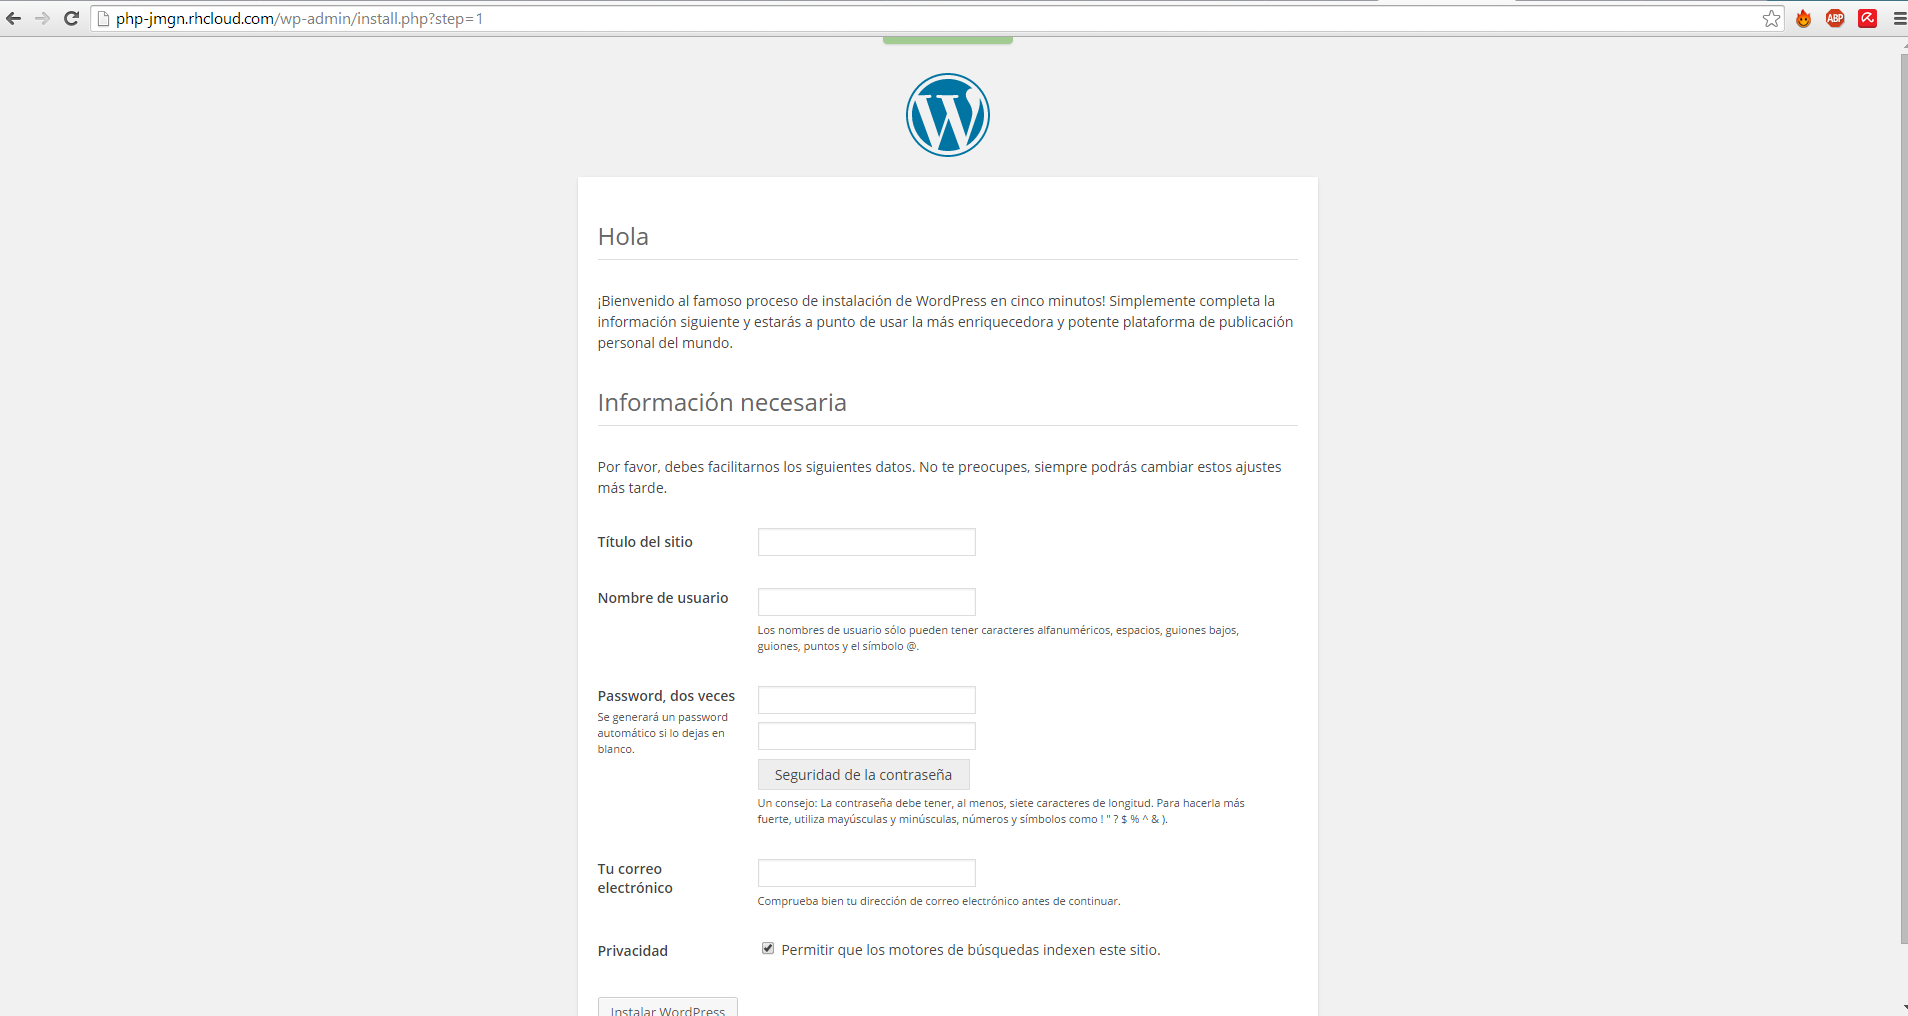 php-jmgn.rhcloud.com/wp-admin/install.php?step=1
ABP
W
Hola
¡Bienvenido al famoso proceso de instalación de WordPress en cinco minutos! Simplemente completa la
información siguiente y estarás a punto de usar la más enriquecedora y potente plataforma de publicación
personal del mundo.
Información necesaria
Por favor, debes facilitarnos los siguientes datos. No te preocupes, siempre podrás cambiar estos ajustes
más tarde.
Título del sitio
Nombre de usuario
Los nombres de usuario sólo pueden tener caracteres alfanuméricos, espacios, guiones bajos,
guiones, puntos y el símbolo @.
Password, dos veces
Se generará un password
automático si lo dejas en
blanco.
Seguridad de la contraseña
Un consejo: La contraseña debe tener, al menos, siete caracteres de longitud. Para hacerla más
fuerte, utiliza mayúsculas y minúsculas, números y símbolos como ! " ? $ % ^ & ).
Tu correo
electrónico
Comprueba bien tu dirección de correo electrónico antes de continuar.
Privacidad
Permitir que los motores de búsquedas indexen este sitio.
Instalar WordPress